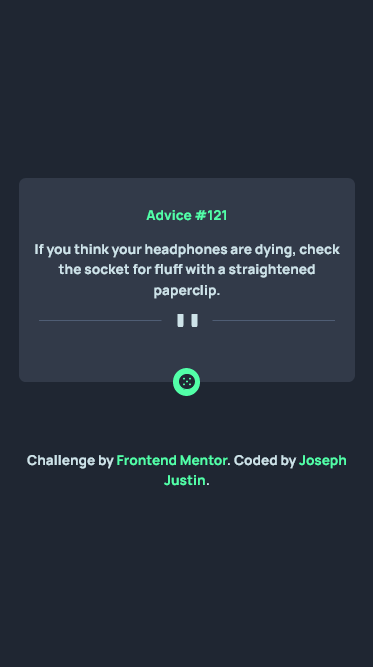 Advice #121
If you think your headphones are dying, check
the socket for fluff with a straightened
paperclip.
Challenge by Frontend Mentor. Coded by Joseph
Justin.